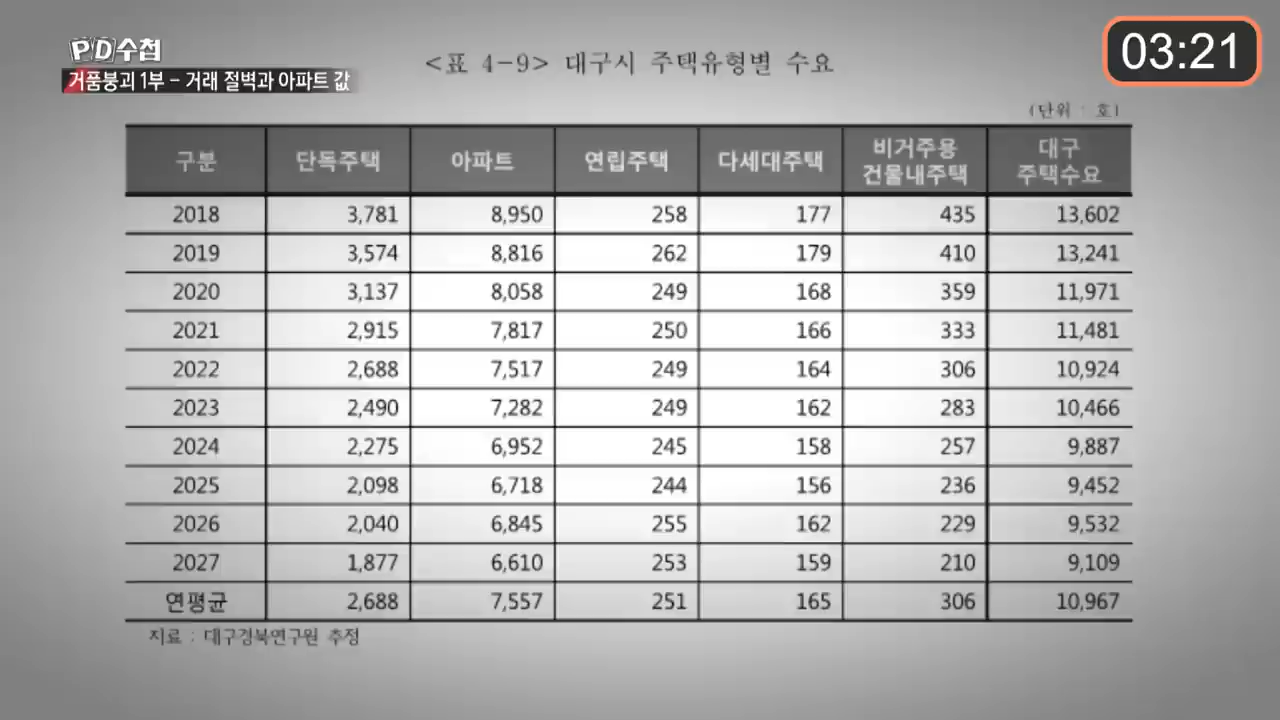 PD수첩
거품붕괴 1부 - 거래 절벽과 아파트 값
03:21
<표 4-9> 대구시 주택유형별 수요
(단위 : 호)
구분 단독주택 아파트 연립주택 다세대주택 비거주용 건물내주택 대구 주택수요
2018 3,781 8,950 258 177 435 13,602
2019 3,574 8,816 262 179 410 13,241
2020 3,137 8,058 249 168 359 11,971
2021 2,915 7,817 250 166 333 11,481
2022 2,688 7,517 249 164 306 10,924
2023 2,490 7,282 249 162 283 10,466
2024 2,275 6,952 245 158 257 9,887
2025 2,098 6,718 244 156 236 9,452
2026 2,040 6,845 255 162 229 9,532
2027 1,877 6,610 253 159 210 9,109
연평균 2,688 7,557 251 165 306 10,967
지료 : 대구경북연구원 추정